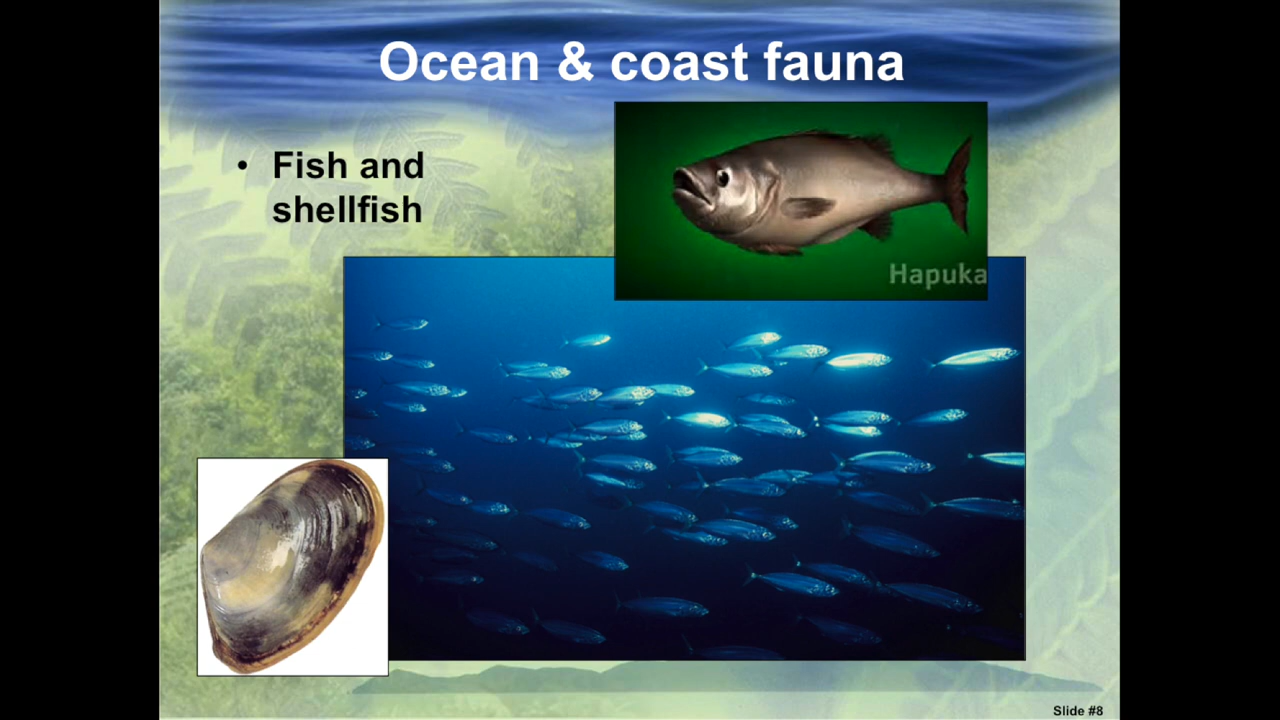 Ocean & coast fauna
• Fish and
shellfish
Hapuka
Slide #8